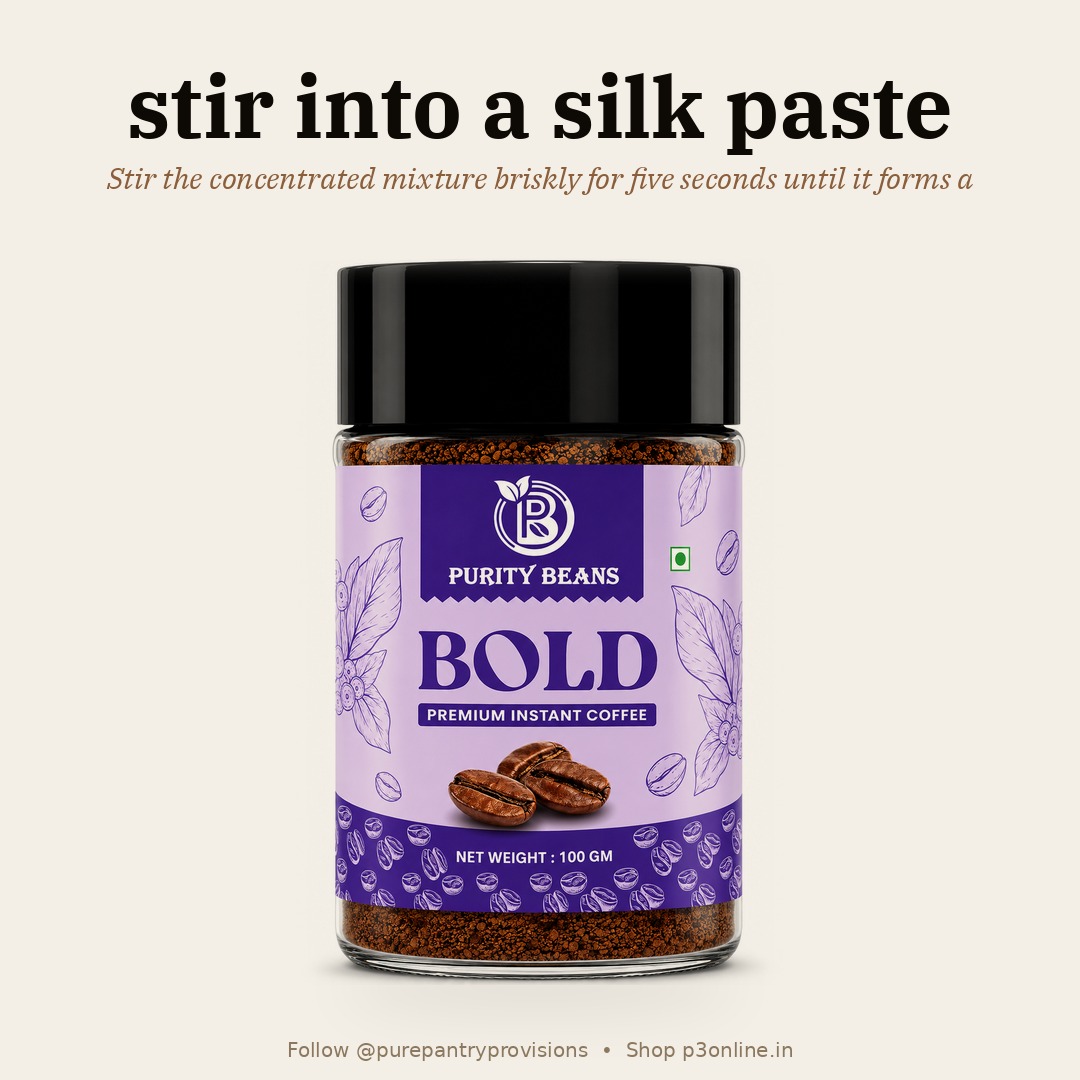 stir into a silk paste
Stir the concentrated mixture briskly for five seconds until it forms a
PURITY BEANS
BOLD
PREMIUM INSTANT COFFEE
NET WEIGHT : 100 GM
Follow @purepantryprovisions • Shop p3online.in